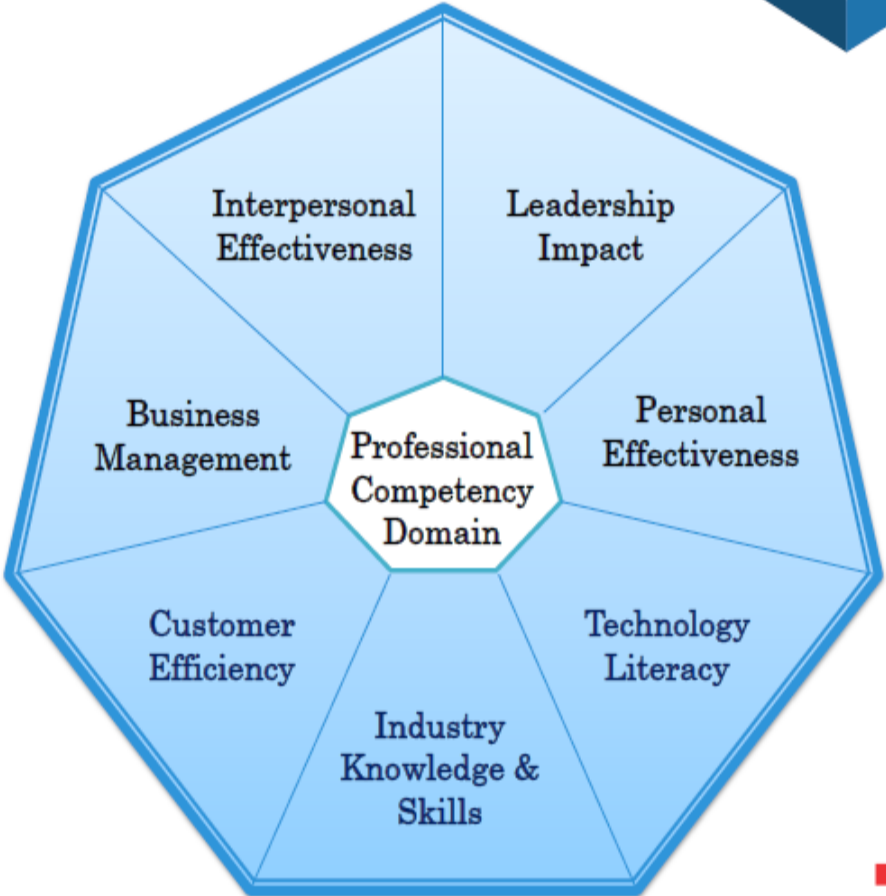 Interpersonal
Effectiveness
Leadership
Impact
Business
Management
Professional
Competency
Domain
Personal
Effectiveness
Customer
Efficiency
Technology
Literacy
Industry
Knowledge &
Skills